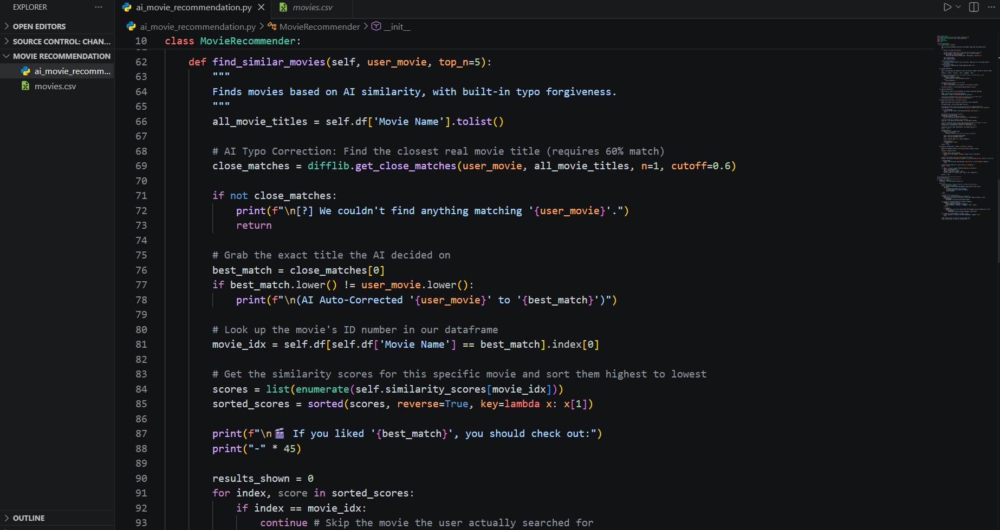 EXPLORER
OPEN EDITORS
SOURCE CONTROL: CHAN...
MOVIE RECOMMENDATION
ai_movie_recomm...
movies.csv
OUTLINE
ai_movie_recommendation.py
movies.csv
ai_movie_recommendation.py > MovieRecommender > __init__
10 class MovieRecommender:
62 def find_similar_movies(self, user_movie, top_n=5):
63 """
64 Finds movies based on AI similarity, with built-in typo forgiveness.
65 """
66 all_movie_titles = self.df['Movie Name'].tolist()
67
68 # AI Typo Correction: Find the closest real movie title (requires 60% match)
69 close_matches = difflib.get_close_matches(user_movie, all_movie_titles, n=1, cutoff=0.6)
70
71 if not close_matches:
72 print(f"\n[?] We couldn't find anything matching '{user_movie}'.")
73 return
74
75 # Grab the exact title the AI decided on
76 best_match = close_matches[0]
77 if best_match.lower() != user_movie.lower():
78 print(f"\n(AI Auto-Corrected '{user_movie}' to '{best_match}')")
79
80 # Look up the movie's ID number in our dataframe
81 movie_idx = self.df[self.df['Movie Name'] == best_match].index[0]
82
83 # Get the similarity scores for this specific movie and sort them highest to lowest
84 scores = list(enumerate(self.similarity_scores[movie_idx]))
85 sorted_scores = sorted(scores, reverse=True, key=lambda x: x[1])
86
87 print(f"\n🎬 If you liked '{best_match}', you should check out:")
88 print("-" * 45)
89
90 results_shown = 0
91 for index, score in sorted_scores:
92 if index == movie_idx:
93 continue # Skip the movie the user actually searched for